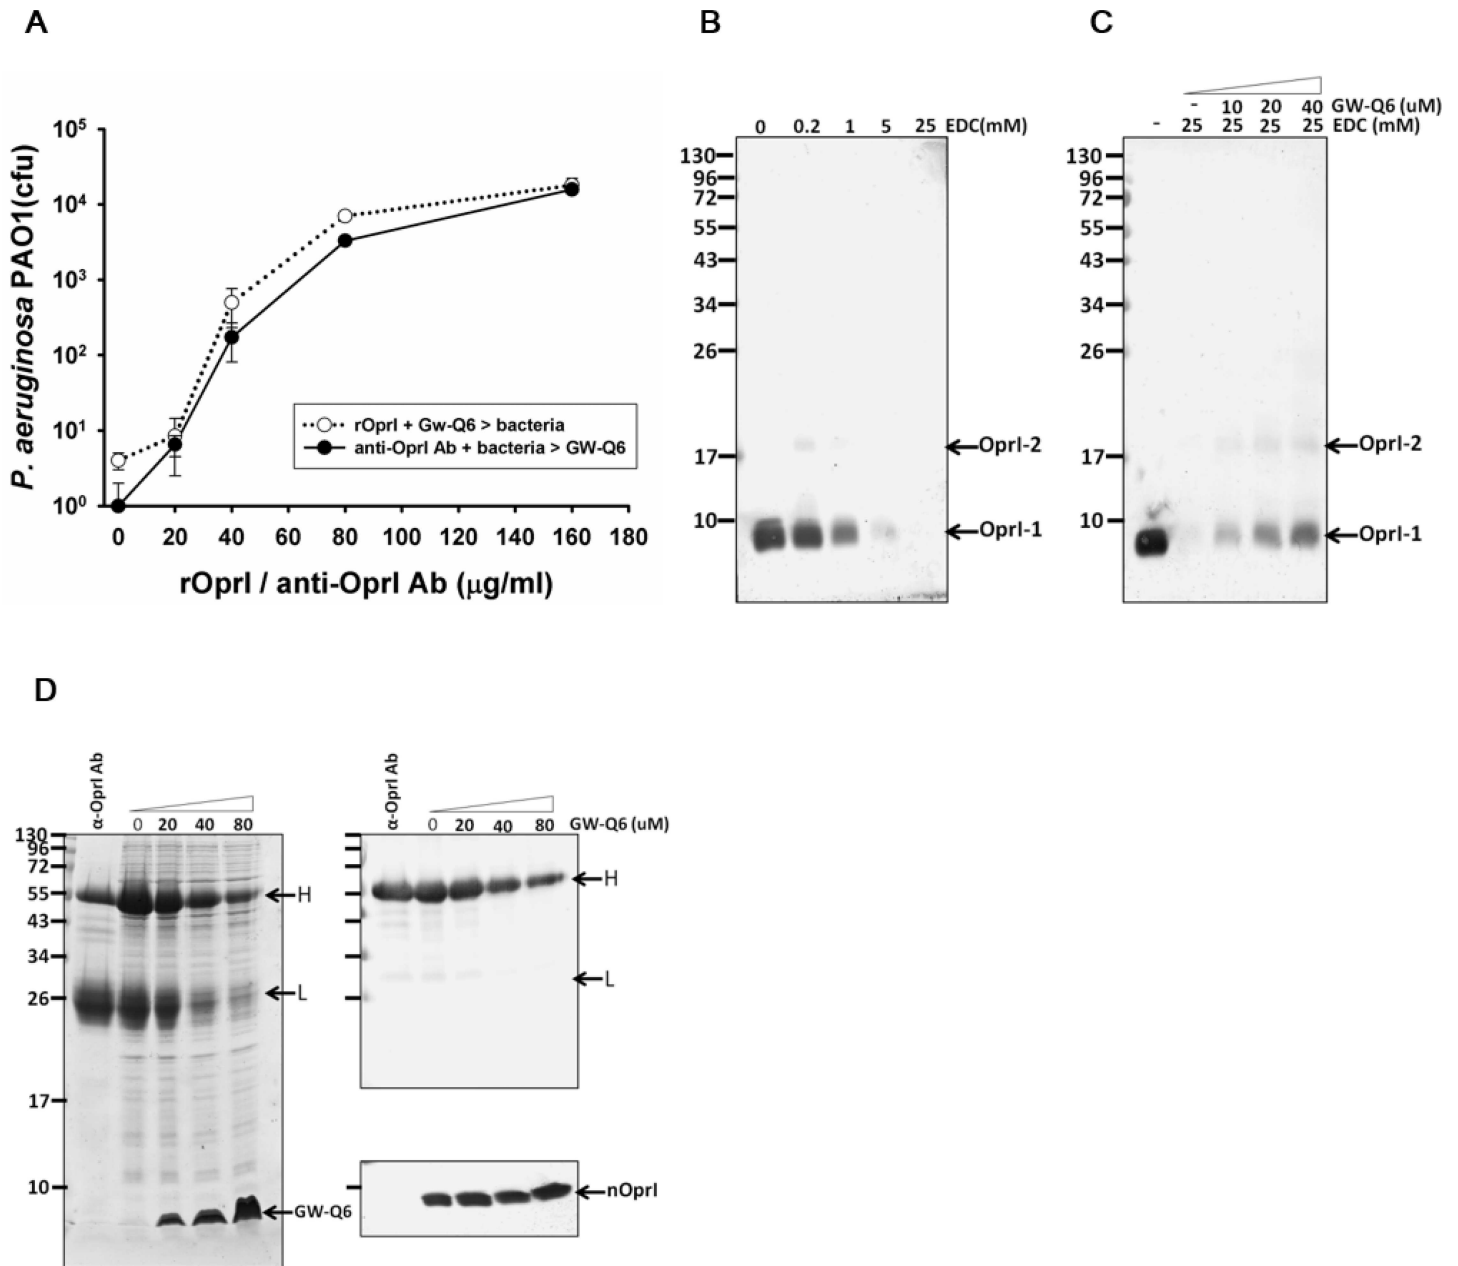 A
P. aeruginosa PAO1(cfu)
10⁵
10⁴
10³
10²
10¹
10⁰
0 20 40 60 80 100 120 140 160 180
rOprI / anti-OprI Ab (μg/ml)
rOprI + Gw-Q6 > bacteria
anti-OprI Ab + bacteria > GW-Q6
B
0 0.2 1 5 25 EDC(mM)
130
96
72
55
43
34
26
17
10
OprI-2
OprI-1
C
- 10 20 40 GW-Q6 (uM)
- 25 25 25 25 EDC (mM)
130
96
72
55
43
34
26
17
10
OprI-2
OprI-1
D
α-OprI Ab
0 20 40 80
130
96
72
55
43
34
26
17
10
H
L
GW-Q6
α-OprI Ab
0 20 40 80 GW-Q6 (uM)
H
L
nOprI